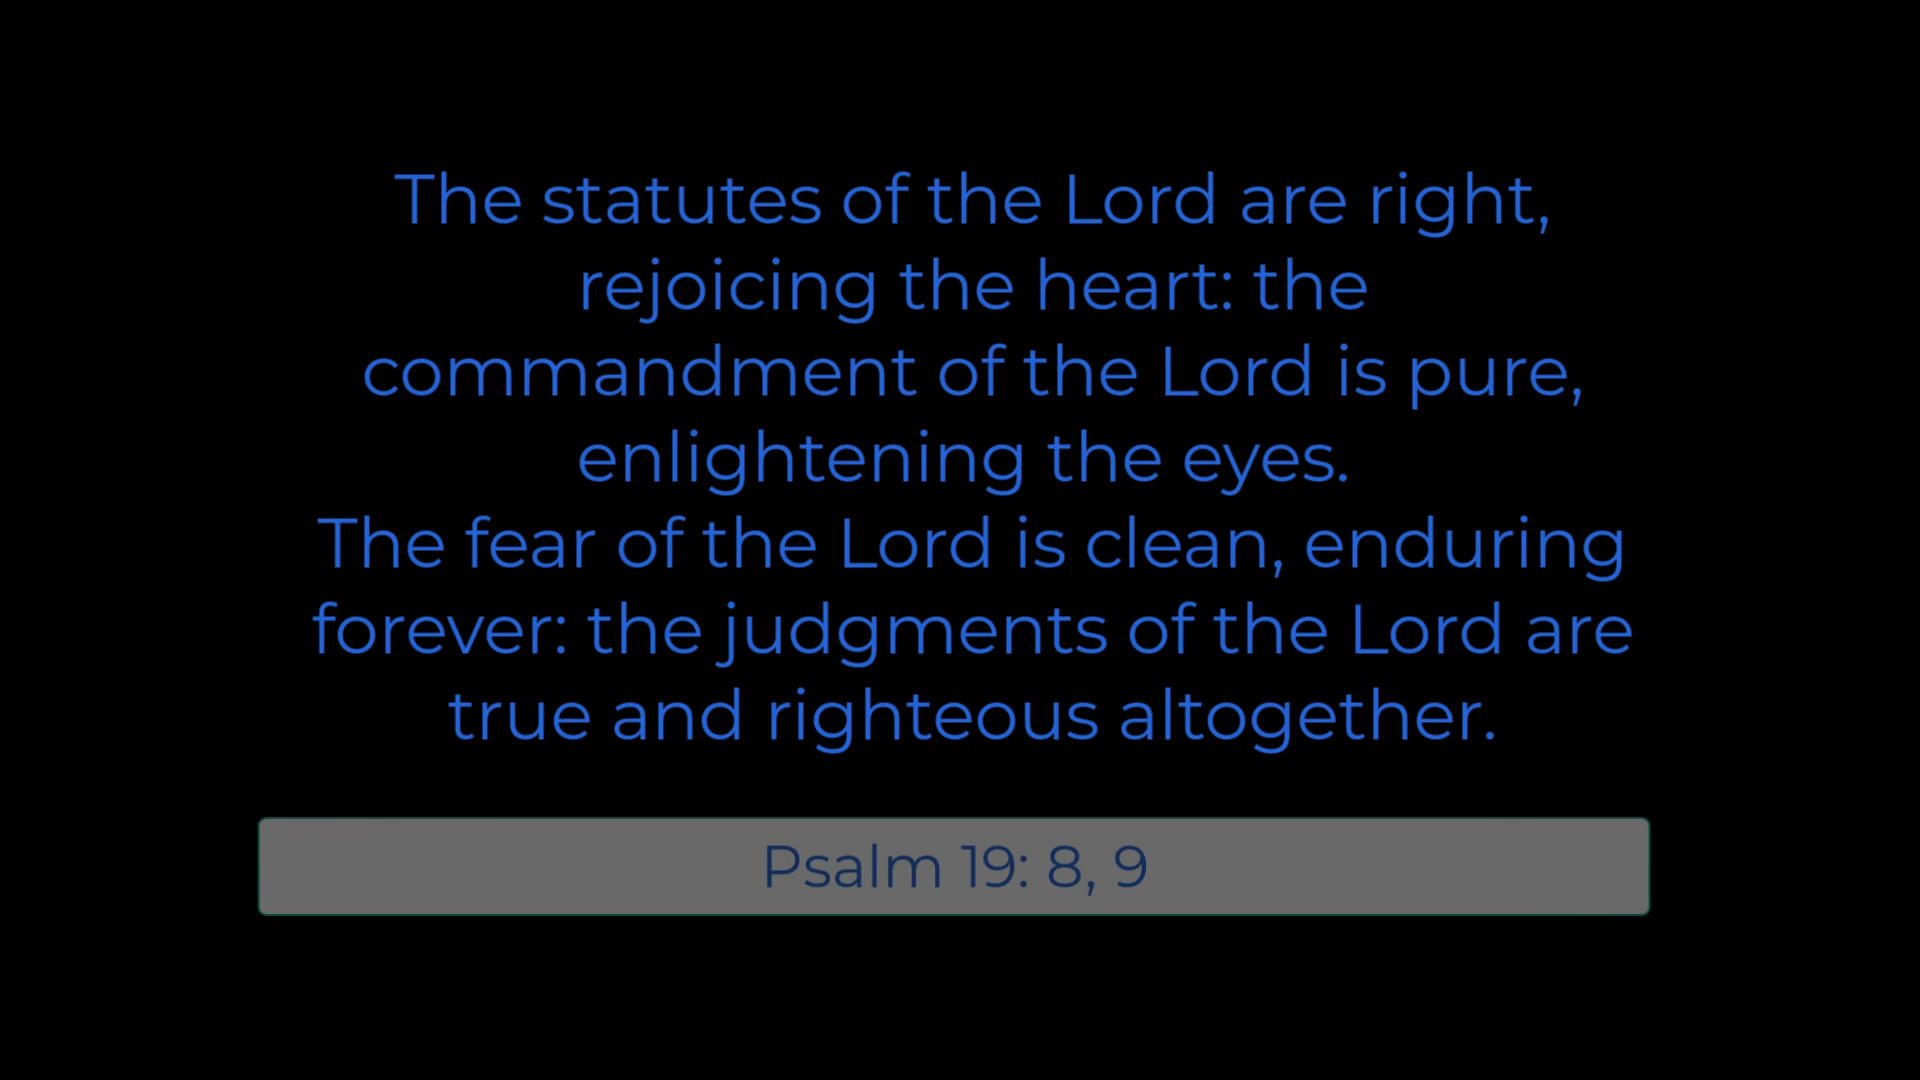 The statutes of the Lord are right,
rejoicing the heart: the
commandment of the Lord is pure,
enlightening the eyes.
The fear of the Lord is clean, enduring
forever: the judgments of the Lord are
true and righteous altogether.
Psalm 19: 8, 9